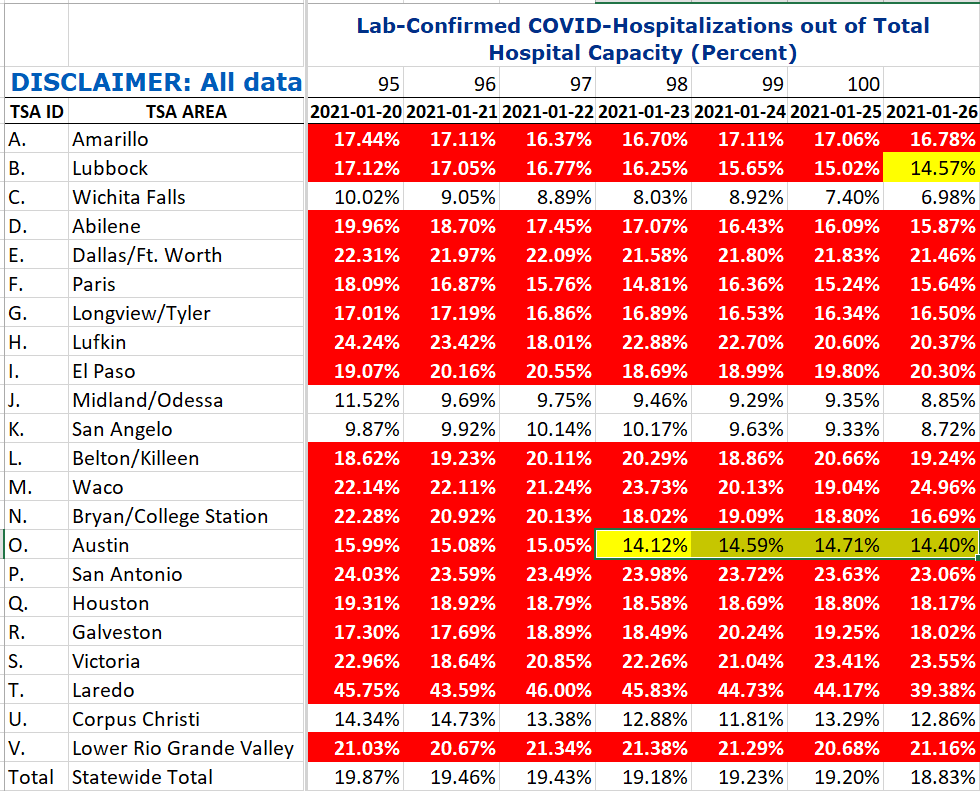 Lab-Confirmed COVID-Hospitalizations out of Total
Hospital Capacity (Percent)
DISCLAIMER: All data 95 96 97 98 99 100
TSA ID TSA AREA 2021-01-20 2021-01-21 2021-01-22 2021-01-23 2021-01-24 2021-01-25 2021-01-26
A. Amarillo 17.44% 17.11% 16.37% 16.70% 17.11% 17.06% 16.78%
B. Lubbock 17.12% 17.05% 16.77% 16.25% 15.65% 15.02% 14.57%
C. Wichita Falls 10.02% 9.05% 8.89% 8.03% 8.92% 7.40% 6.98%
D. Abilene 19.96% 18.70% 17.45% 17.07% 16.43% 16.09% 15.87%
E. Dallas/Ft. Worth 22.31% 21.97% 22.09% 21.58% 21.80% 21.83% 21.46%
F. Paris 18.09% 16.87% 15.76% 14.81% 16.36% 15.24% 15.64%
G. Longview/Tyler 17.01% 17.19% 16.86% 16.89% 16.53% 16.34% 16.50%
H. Lufkin 24.24% 23.42% 18.01% 22.88% 22.70% 20.60% 20.37%
I. El Paso 19.07% 20.16% 20.55% 18.69% 18.99% 19.80% 20.30%
J. Midland/Odessa 11.52% 9.69% 9.75% 9.46% 9.29% 9.35% 8.85%
K. San Angelo 9.87% 9.92% 10.14% 10.17% 9.63% 9.33% 8.72%
L. Belton/Killeen 18.62% 19.23% 20.11% 20.29% 18.86% 20.66% 19.24%
M. Waco 22.14% 22.11% 21.24% 23.73% 20.13% 19.04% 24.96%
N. Bryan/College Station 22.28% 20.92% 20.13% 18.02% 19.09% 18.80% 16.69%
O. Austin 15.99% 15.08% 15.05% 14.12% 14.59% 14.71% 14.40%
P. San Antonio 24.03% 23.59% 23.49% 23.98% 23.72% 23.63% 23.06%
Q. Houston 19.31% 18.92% 18.79% 18.58% 18.69% 18.80% 18.17%
R. Galveston 17.30% 17.69% 18.89% 18.49% 20.24% 19.25% 18.02%
S. Victoria 22.96% 18.64% 20.85% 22.26% 21.04% 23.41% 23.55%
T. Laredo 45.75% 43.59% 46.00% 45.83% 44.73% 44.17% 39.38%
U. Corpus Christi 14.34% 14.73% 13.38% 12.88% 11.81% 13.29% 12.86%
V. Lower Rio Grande Valley 21.03% 20.67% 21.34% 21.38% 21.29% 20.68% 21.16%
Total Statewide Total 19.87% 19.46% 19.43% 19.18% 19.23% 19.20% 18.83%